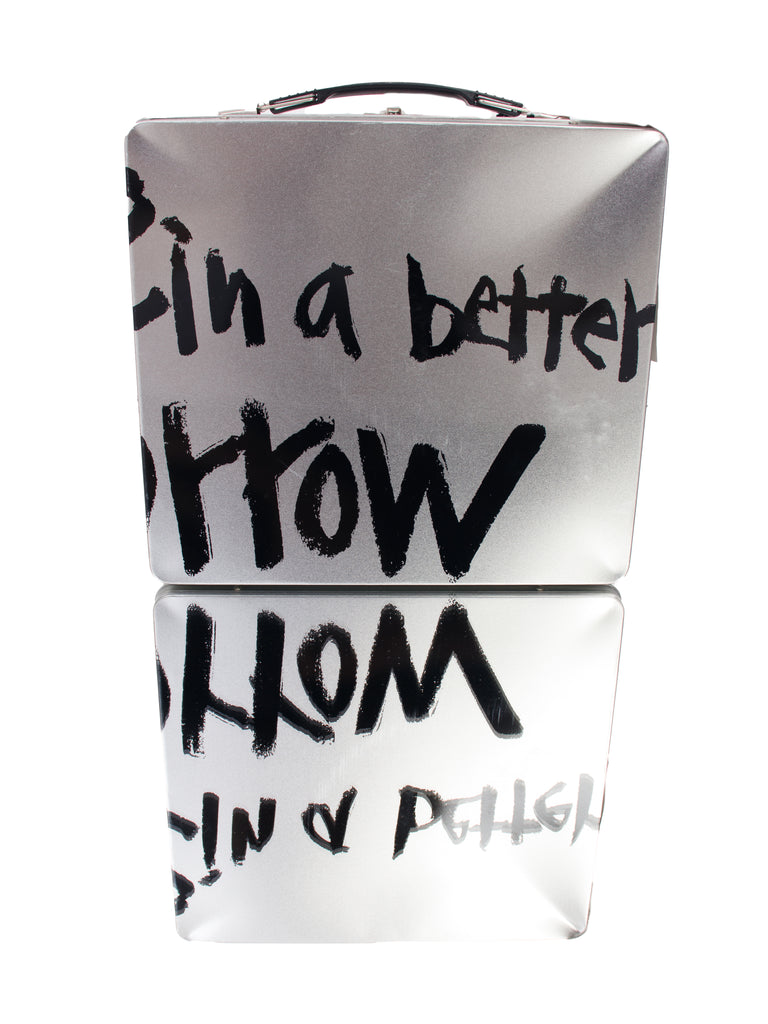 in a better
orrow